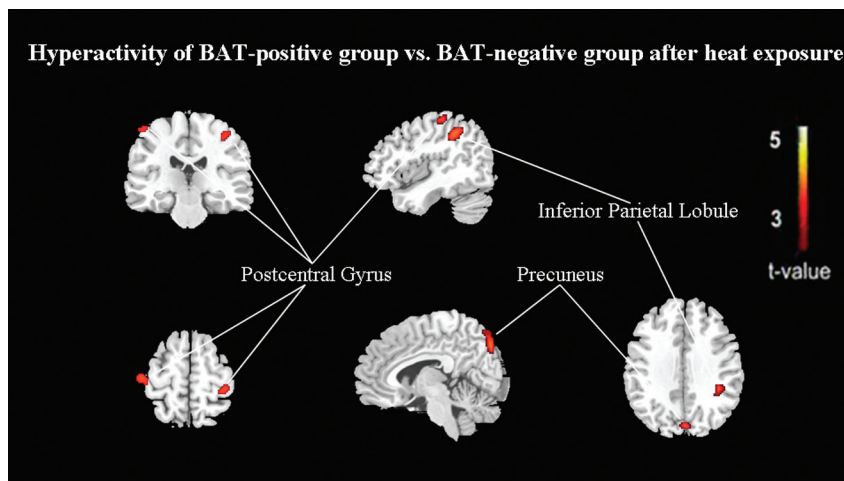 Hyperactivity of BAT-positive group vs. BAT-negative group after heat exposure
5
Inferior Parietal Lobule
3
Postcentral Gyrus
Precuneus
t-value